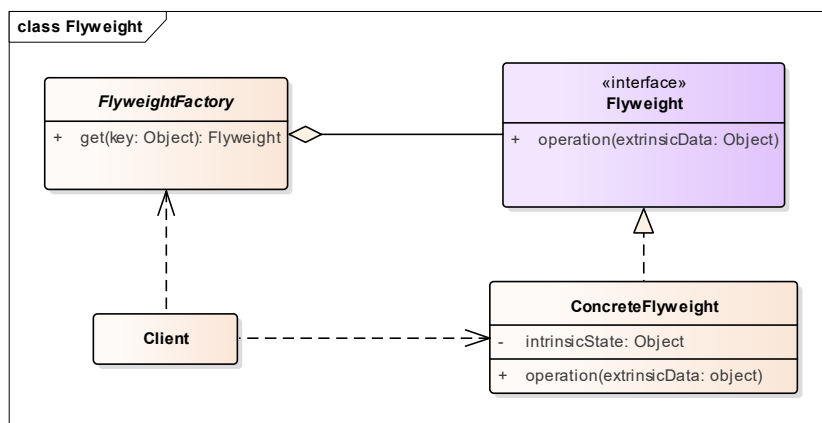 class Flyweight
FlyweightFactory
+ get(key: Object): Flyweight
«interface»
Flyweight
+ operation(extrinsicData: Object)
Client
ConcreteFlyweight
- intrinsicState: Object
+ operation(extrinsicData: object)